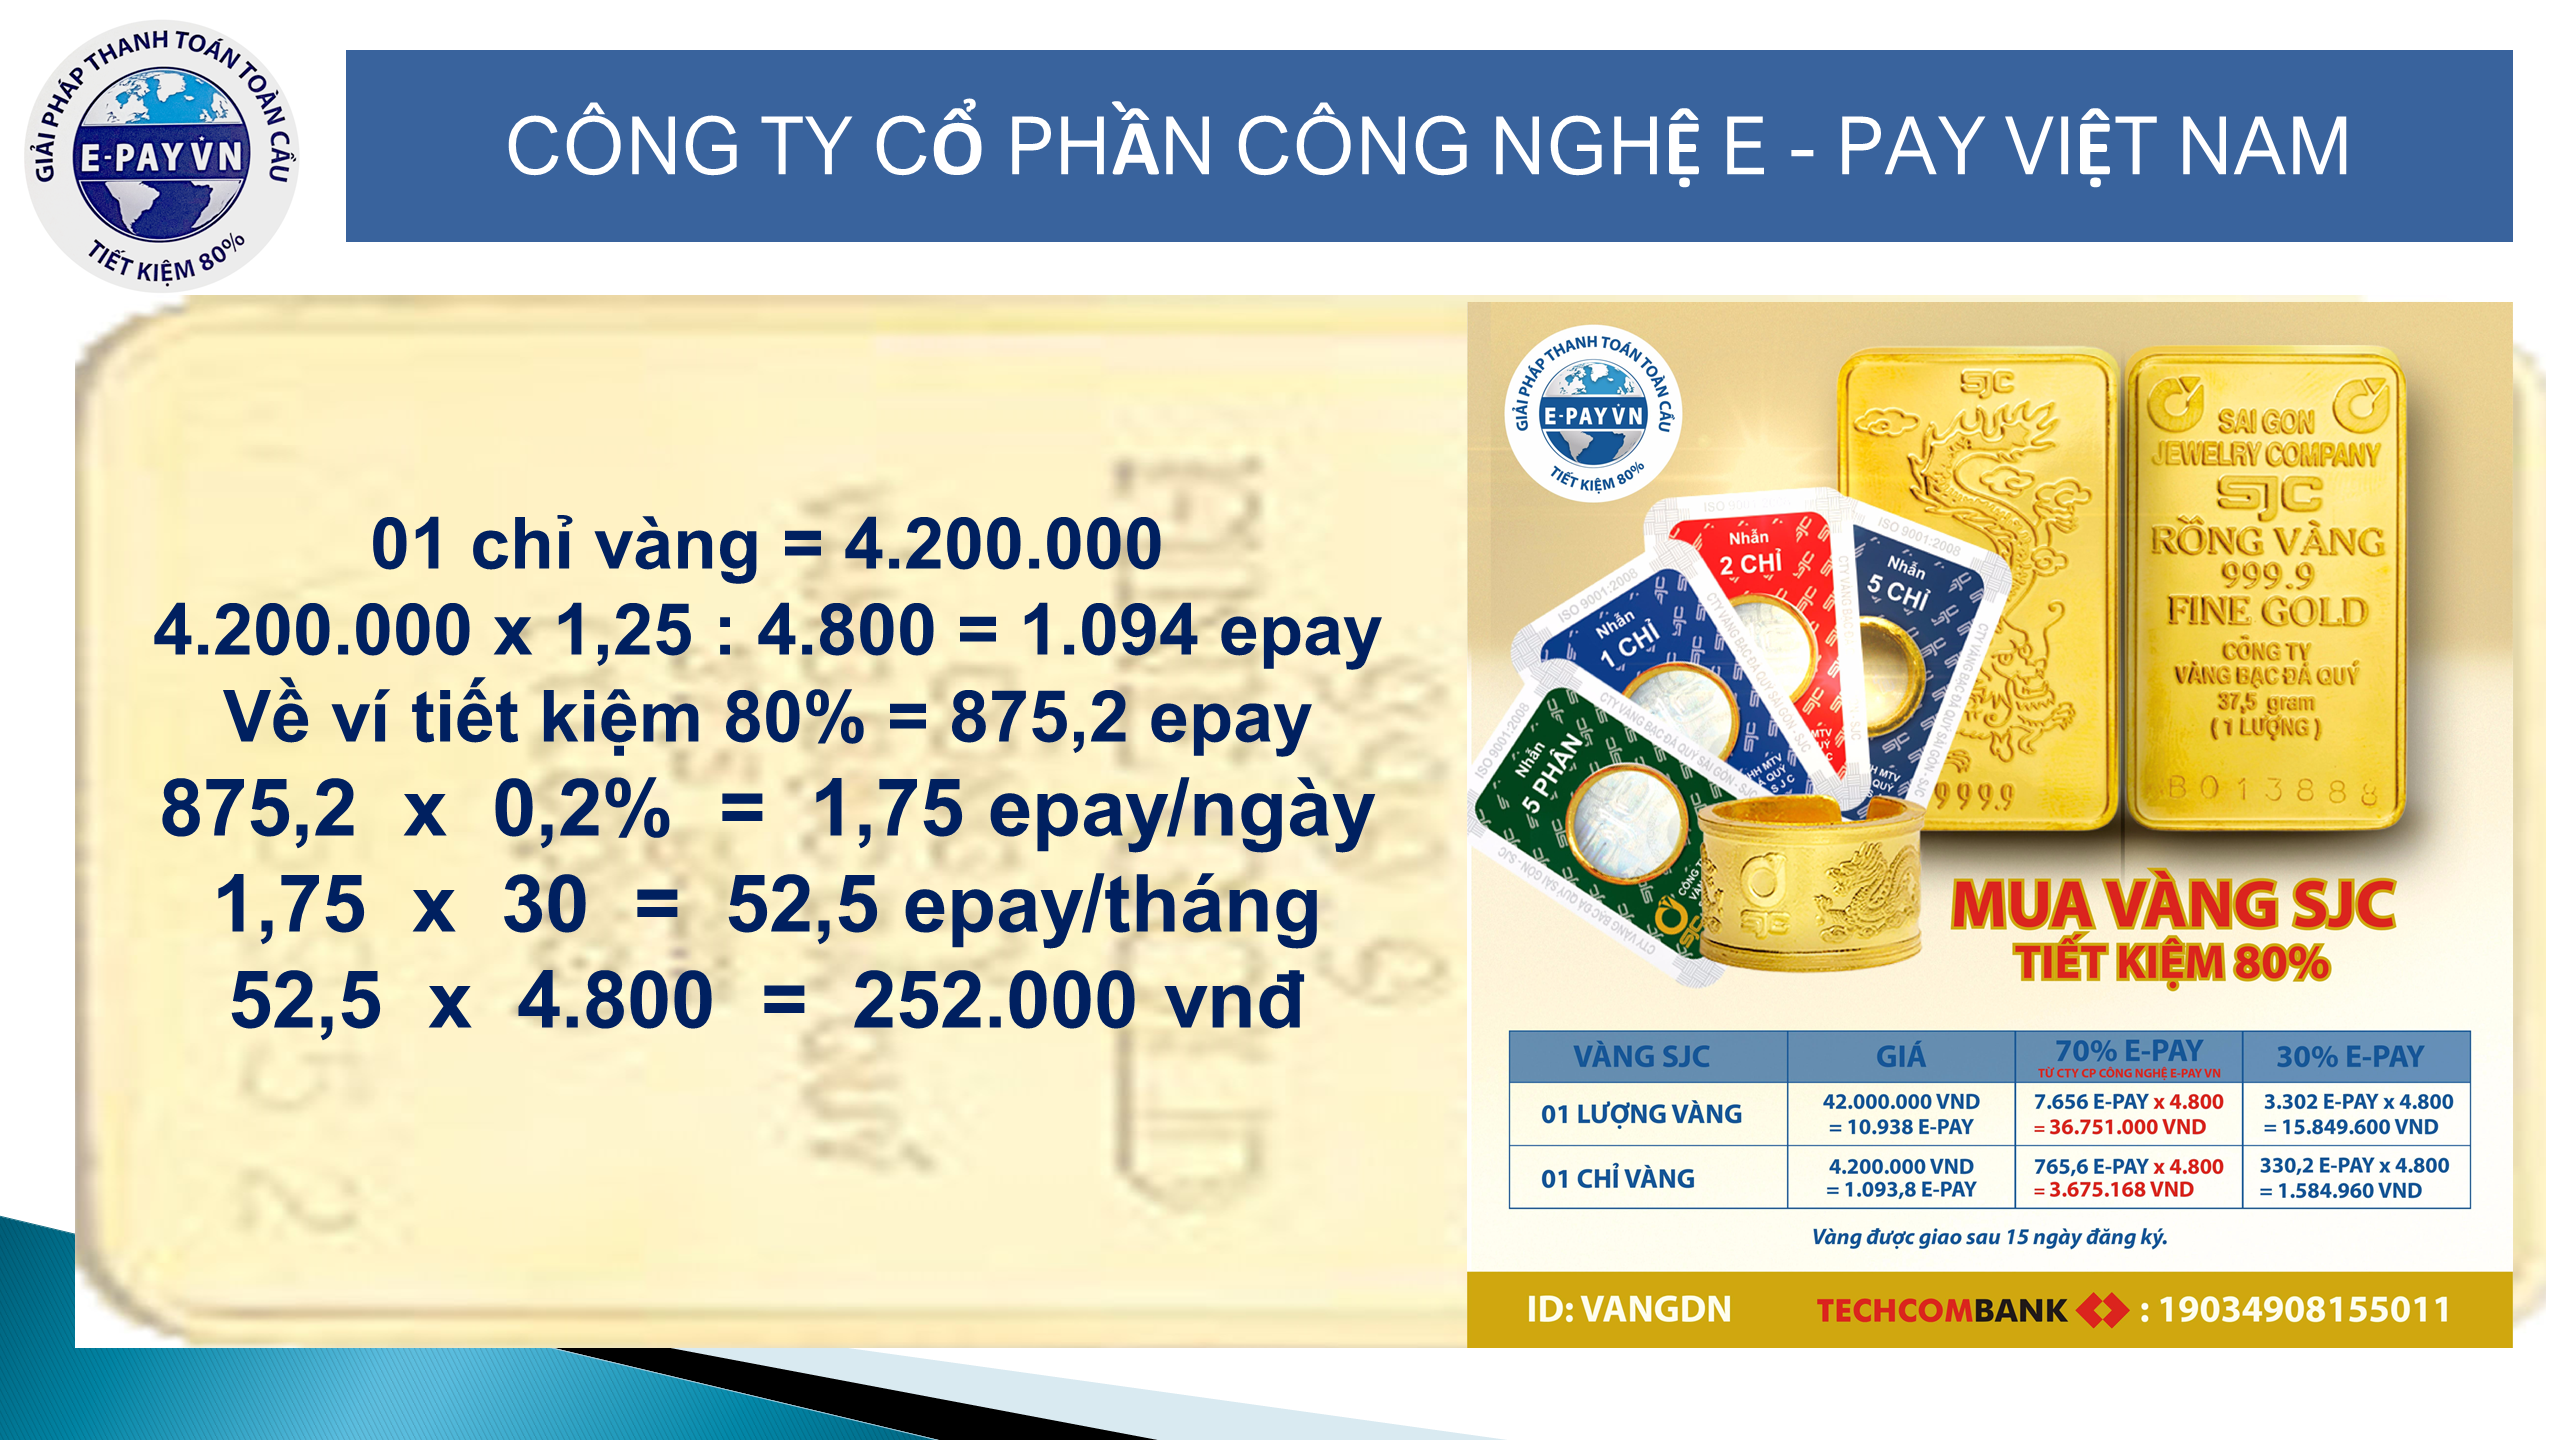 GIẢI PHÁP THANH TOÁN TOÀN CẦU
E-PAY VN
TIẾT KIỆM 80%
CÔNG TY CỔ PHẦN CÔNG NGHỆ E - PAY VIỆT NAM
01 chỉ vàng = 4.200.000
4.200.000 x 1,25 : 4.800 = 1.094 epay
Về ví tiết kiệm 80% = 875,2 epay
875,2 x 0,2% = 1,75 epay/ngày
1,75 x 30 = 52,5 epay/tháng
52,5 x 4.800 = 252.000 vnđ
GIẢI PHÁP THANH TOÁN TOÀN CẦU
E-PAY VN
TIẾT KIỆM 80%
SJC
9999
SAI GON
JEWELRY COMPANY
SJC
RỒNG VÀNG
999.9
FINE GOLD
CÔNG TY
VÀNG BẠC ĐÁ QUÝ
37,5 gram
(1 LƯỢNG)
B013888
ISO 9001:2008
Nhẫn
5 PHÂN
ISO 9001:2008
Nhẫn
1 CHỈ
Nhẫn
2 CHỈ
ISO 9001:2008
Nhẫn
5 CHỈ
MUA VÀNG SJC
TIẾT KIỆM 80%
VÀNG SJC GIÁ 70% E-PAY 30% E-PAY
TỪ CTY CP CÔNG NGHỆ E-PAY VN
01 LƯỢNG VÀNG 42.000.000 VND 7.656 E-PAY x 4.800 3.302 E-PAY x 4.800
= 10.938 E-PAY = 36.751.000 VND = 15.849.600 VND
01 CHỈ VÀNG 4.200.000 VND 765,6 E-PAY x 4.800 330,2 E-PAY x 4.800
= 1.093,8 E-PAY = 3.675.168 VND = 1.584.960 VND
Vàng được giao sau 15 ngày đăng ký.
ID: VANGDN TECHCOMBANK : 19034908155011